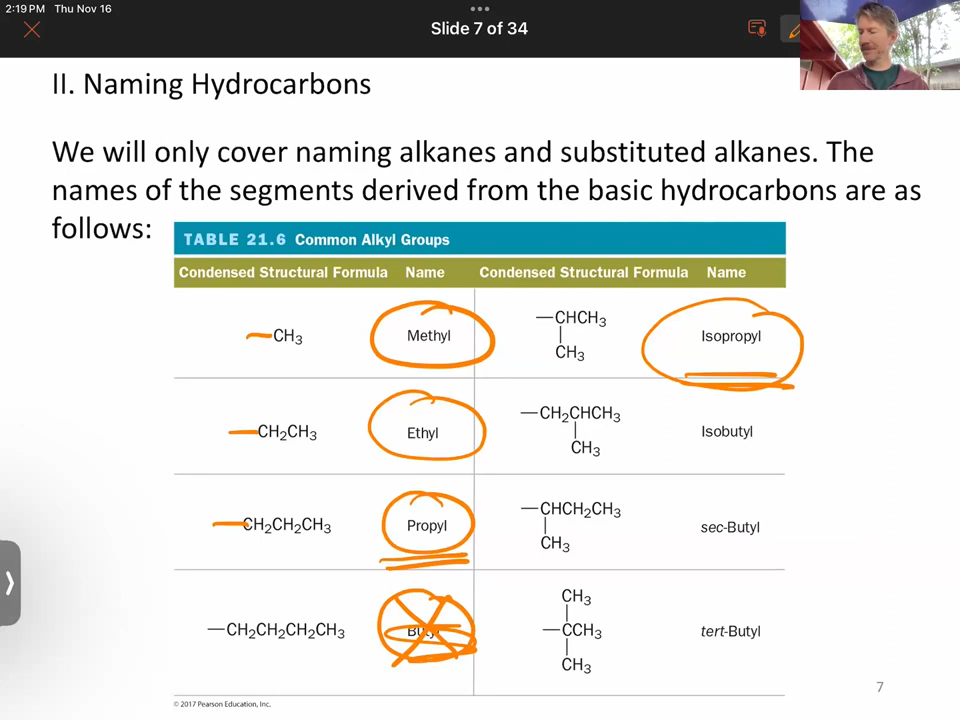 2:19 PM Thu Nov 16
Slide 7 of 34
II. Naming Hydrocarbons
We will only cover naming alkanes and substituted alkanes. The
names of the segments derived from the basic hydrocarbons are as
follows:
TABLE 21.6 Common Alkyl Groups
Condensed Structural Formula Name Condensed Structural Formula Name
—CH₃ Methyl —CHCH₃ Isopropyl
CH₃
—CH₂CH₃ Ethyl —CH₂CHCH₃ Isobutyl
CH₃
—CH₂CH₂CH₃ Propyl —CHCH₂CH₃ sec-Butyl
CH₃
CH₃
—CH₂CH₂CH₂CH₃ Butyl —CCH₃ tert-Butyl
CH₃
7
© 2017 Pearson Education, Inc.